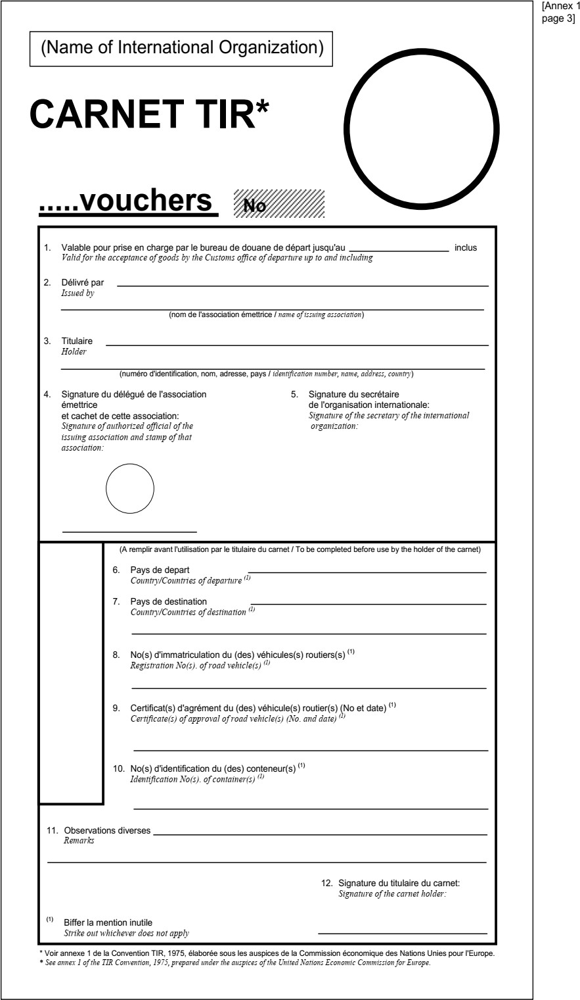 [Annex 1
page 3]
(Name of International Organization)
CARNET TIR*
.....vouchers
No
1. Valable pour prise en charge par le bureau de douane de départ jusqu'au ____ inclus
Valid for the acceptance of goods by the Customs office of departure up to and including
2. Délivré par
Issued by
(nom de l'association émettrice / name of issuing association)
3. Titulaire
Holder
(numéro d'identification, nom, adresse, pays / identification number, name, address, country)
4. Signature du délégué de l'association
émettrice
et cachet de cette association:
Signature of authorized official of the
issuing association and stamp of that
association:
5. Signature du secrétaire
de l'organisation internationale:
Signature of the secretary of the international
organization:
(A remplir avant l'utilisation par le titulaire du carnet / To be completed before use by the holder of the carnet)
6. Pays de depart
Country/Countries of departure (1)
7. Pays de destination
Country/Countries of destination (1)
8. No(s) d'immatriculation du (des) véhicules(s) routiers(s) (1)
Registration No(s). of road vehicle(s) (1)
9. Certificat(s) d'agrément du (des) véhicule(s) routier(s) (No et date) (1)
Certificate(s) of approval of road vehicle(s) (No. and date) (1)
10. No(s) d'identification du (des) conteneur(s) (1)
Identification No(s). of container(s) (1)
11. Observations diverses
Remarks
12. Signature du titulaire du carnet:
Signature of the carnet holder:
(1) Biffer la mention inutile
Strike out whichever does not apply
* Voir annexe 1 de la Convention TIR, 1975, élaborée sous les auspices de la Commission économique des Nations Unies pour l'Europe.
* See annex 1 of the TIR Convention, 1975, prepared under the auspices of the United Nations Economic Commission for Europe.